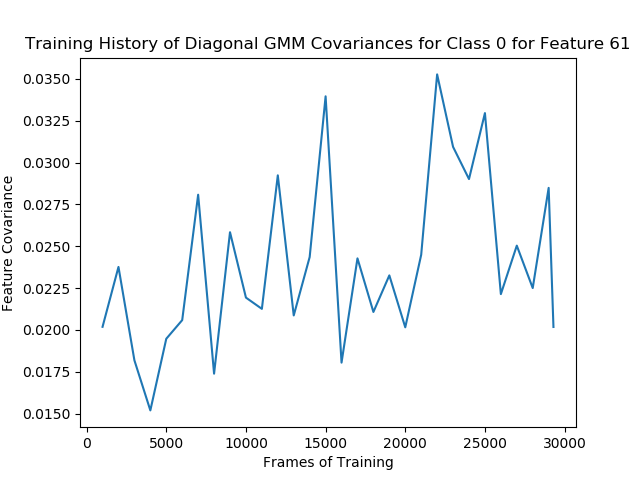 Training History of Diagonal GMM Covariances for Class 0 for Feature 61
0.0350
0.0325
0.0300
0.0275
0.0250
0.0225
0.0200
0.0175
0.0150
Feature Covariance
0 5000 10000 15000 20000 25000 30000
Frames of Training